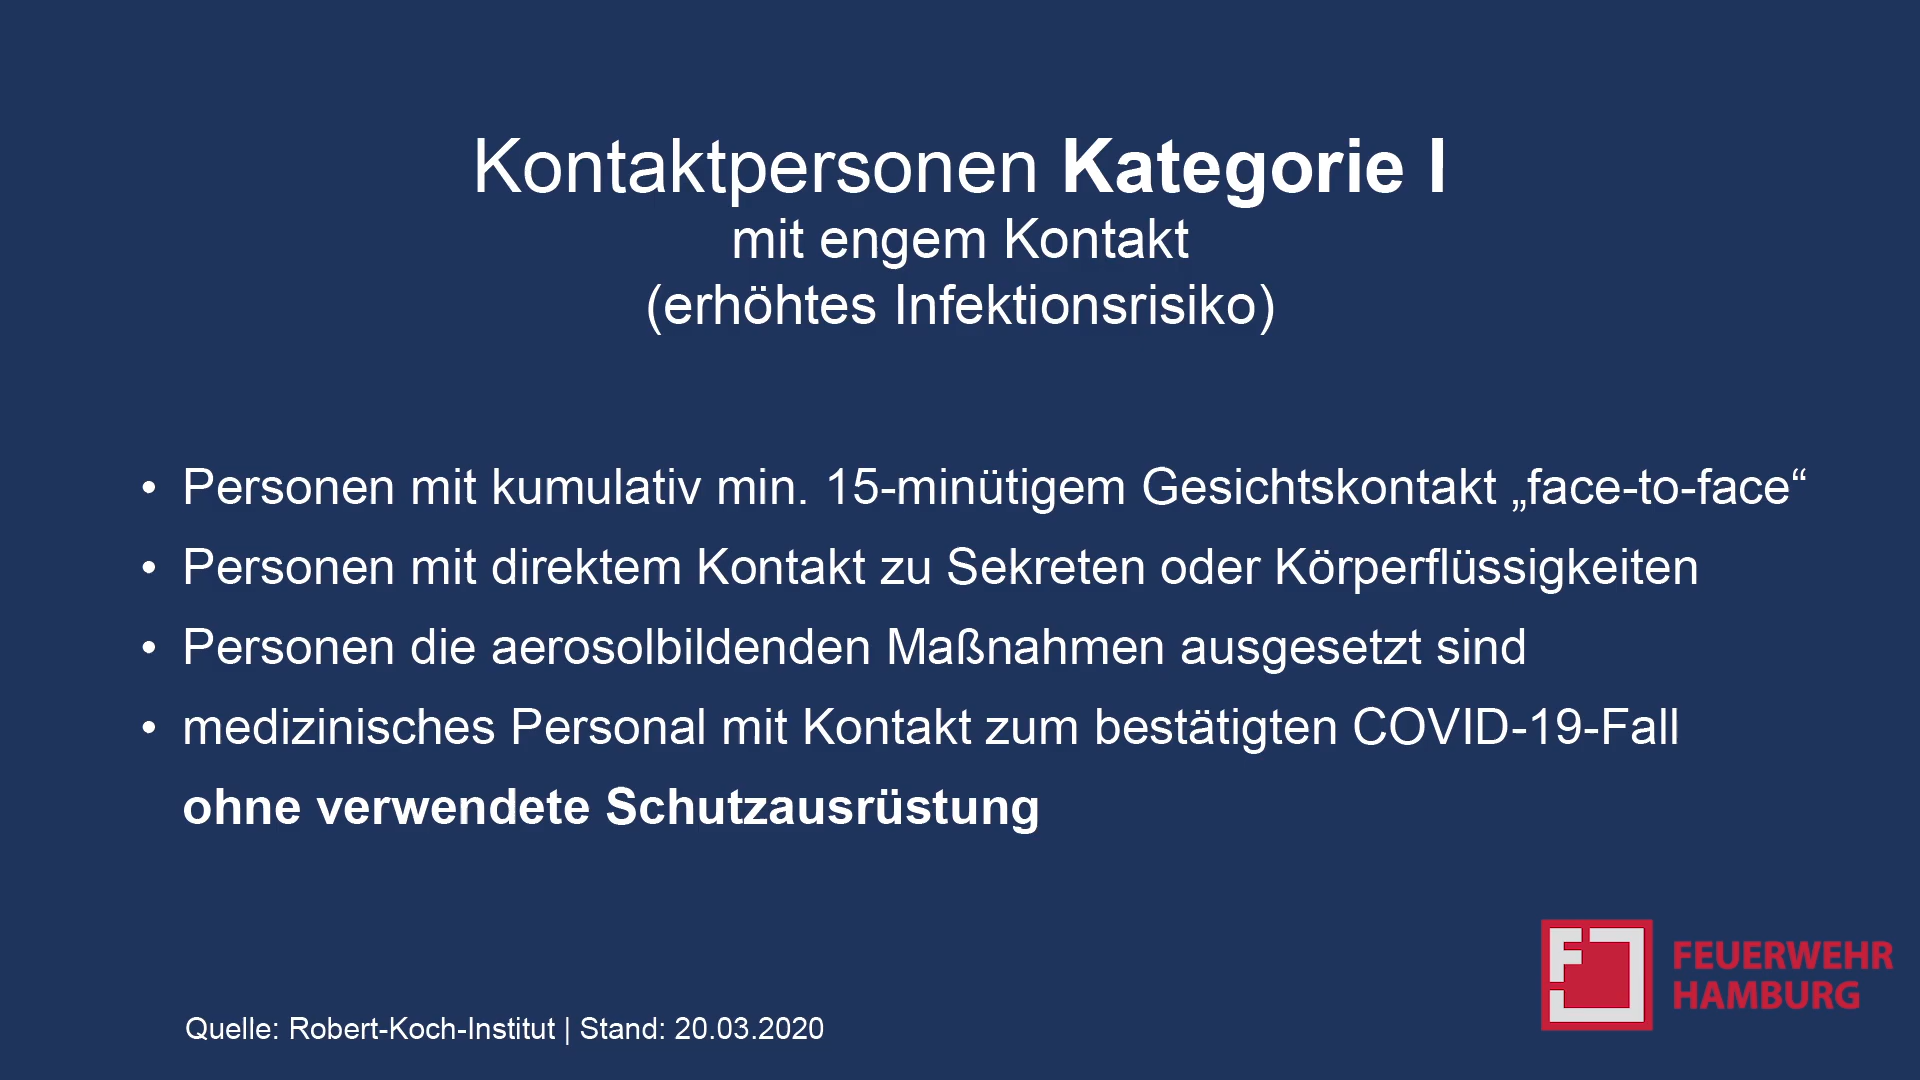 Kontaktpersonen Kategorie I
mit engem Kontakt
(erhöhtes Infektionsrisiko)
• Personen mit kumulativ min. 15-minütigem Gesichtskontakt „face-to-face“
• Personen mit direktem Kontakt zu Sekreten oder Körperflüssigkeiten
• Personen die aerosolbildenden Maßnahmen ausgesetzt sind
• medizinisches Personal mit Kontakt zum bestätigten COVID-19-Fall
ohne verwendete Schutzausrüstung
F
FEUERWEHR
HAMBURG
Quelle: Robert-Koch-Institut | Stand: 20.03.2020